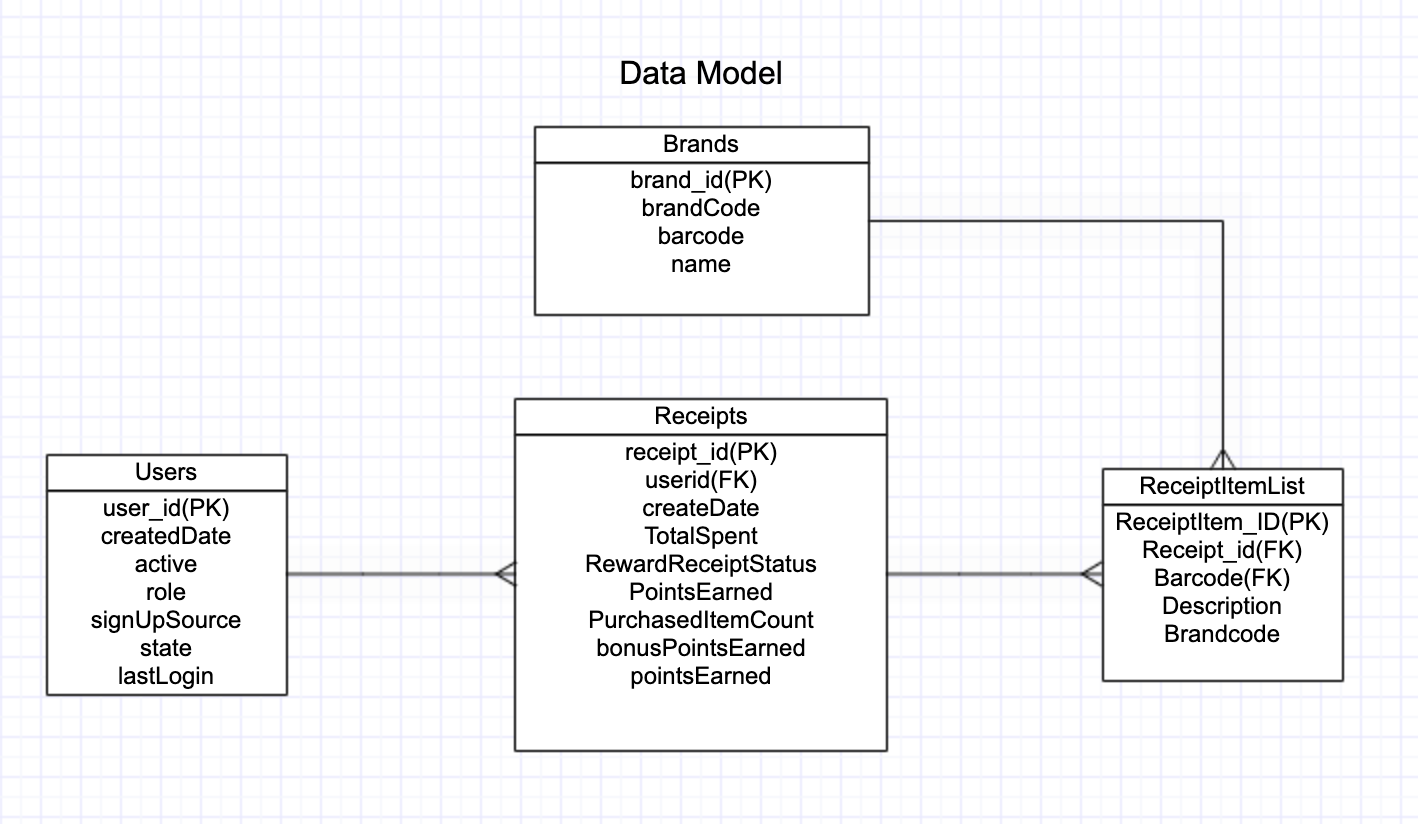 Data Model
Brands
brand_id(PK)
brandCode
barcode
name
Receipts
receipt_id(PK)
userid(FK)
createDate
TotalSpent
RewardReceiptStatus
PointsEarned
PurchasedItemCount
bonusPointsEarned
pointsEarned
Users
user_id(PK)
createdDate
active
role
signUpSource
state
lastLogin
ReceiptItemList
ReceiptItem_ID(PK)
Receipt_id(FK)
Barcode(FK)
Description
Brandcode